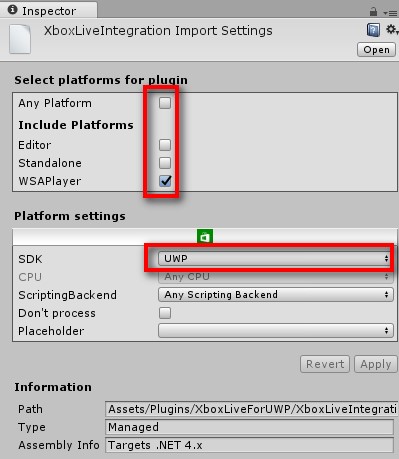 Inspector
XboxLiveIntegration Import Settings
Open
Select platforms for plugin
Any Platform
Include Platforms
Editor
Standalone
WSAPlayer
Platform settings
SDK UWP
CPU Any CPU
ScriptingBackend Any Scripting Backend
Don't process
Placeholder
Revert Apply
Information
Path Assets/Plugins/XboxLiveForUWP/XboxLiveIntegrati
Type Managed
Assembly Info Targets .NET 4.x